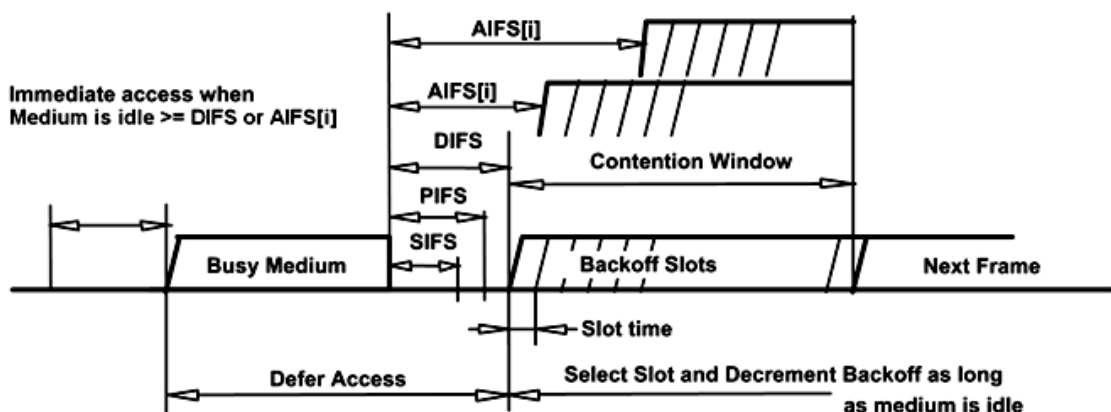 AIFS[i]
Immediate access when
Medium is idle >= DIFS or AIFS[i]
AIFS[i]
DIFS
Contention Window
PIFS
SIFS
Busy Medium
Backoff Slots
Next Frame
Slot time
Defer Access
Select Slot and Decrement Backoff as long
as medium is idle